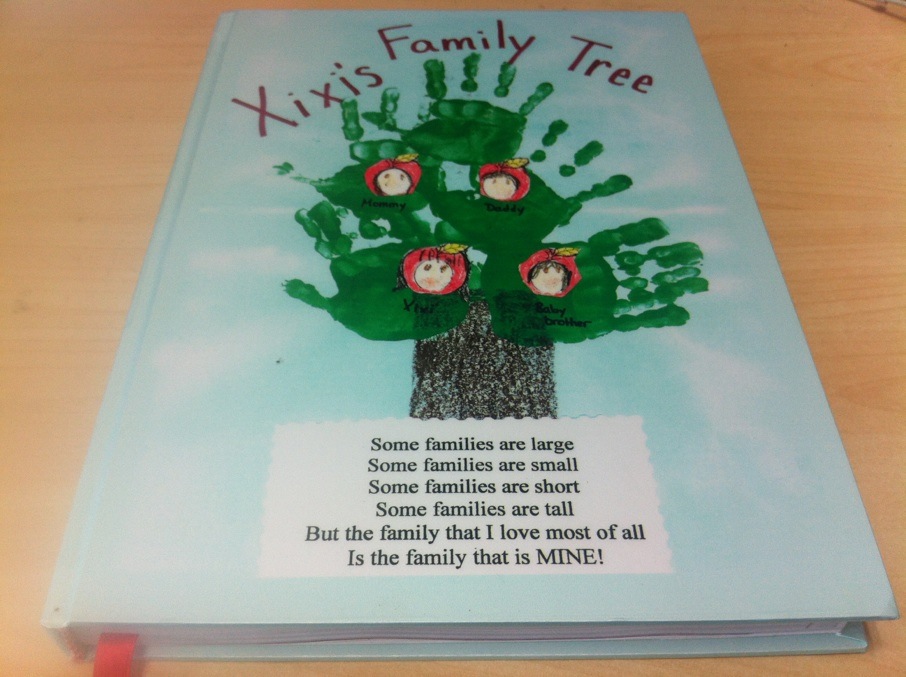 Xixi's Family Tree
Mommy
Daddy
Xixi
Baby
brother
Some families are large
Some families are small
Some families are short
Some families are tall
But the family that I love most of all
Is the family that is MINE!